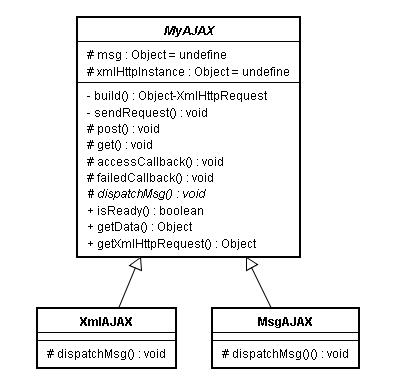 MyAJAX
# msg : Object = undefine
# xmlHttpInstance : Object = undefine
- build() : Object-XmlHttpRequest
- sendRequest() : void
# post() : void
# get() : void
# accessCallback() : void
# failedCallback() : void
# dispatchMsg() : void
+ isReady() : boolean
+ getData() : Object
+ getXmlHttpRequest() : Object
XmlAJAX
# dispatchMsg() : void
MsgAJAX
# dispatchMsg()() : void